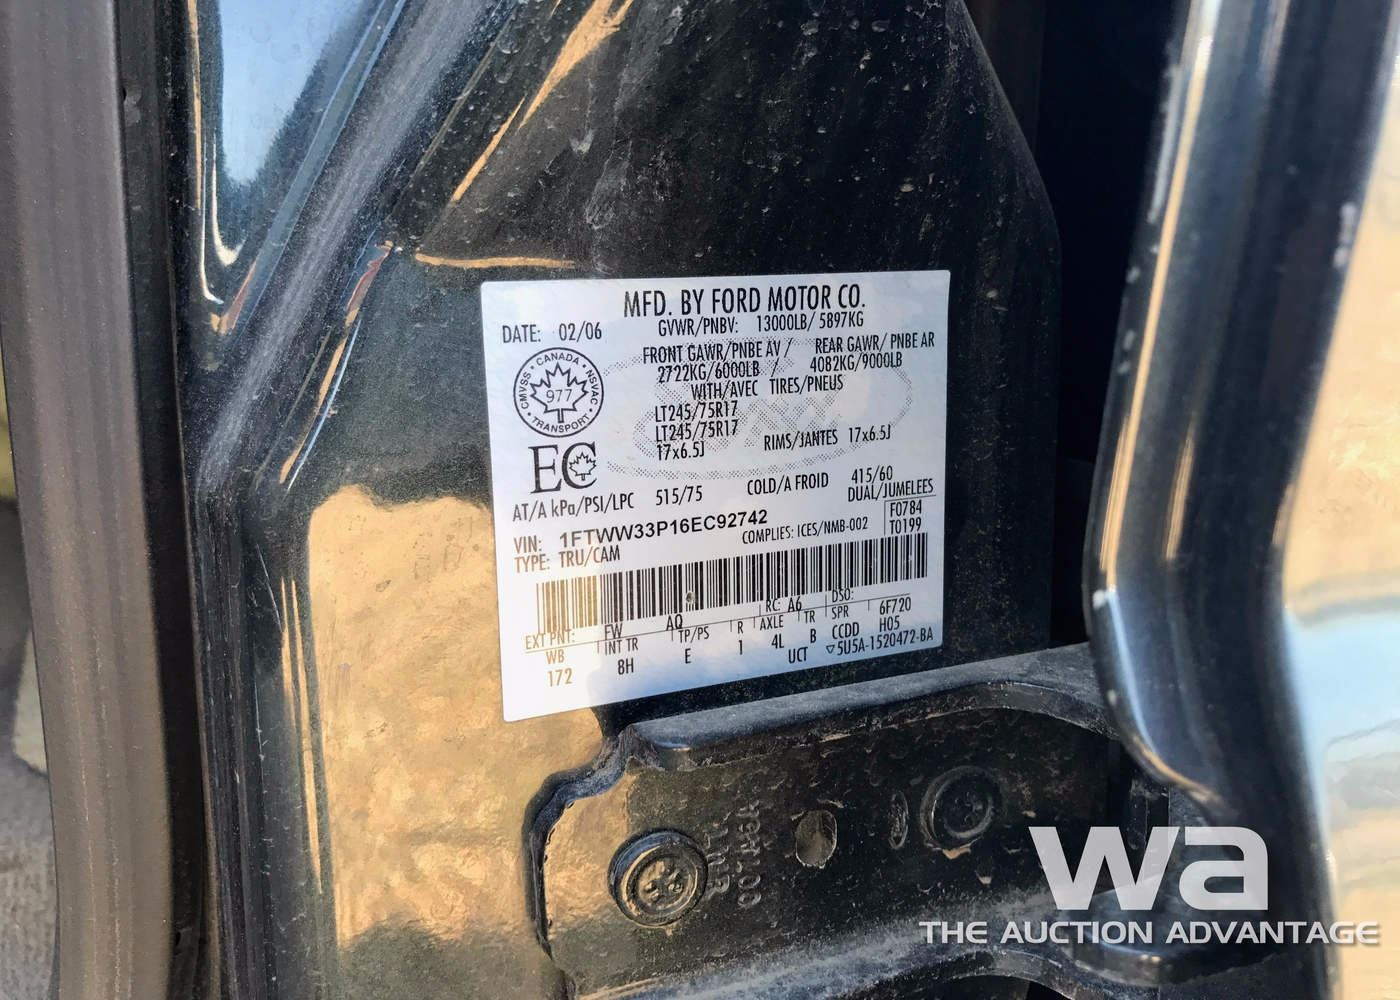 MFD. BY FORD MOTOR CO.
DATE: 02/06
GVWR/PNBV: 13000LB/ 5897KG
FRONT GAWR/PNBE AV / REAR GAWR/ PNBE AR
2722KG/6000LB / 4082KG/9000LB
WITH/AVEC TIRES/PNEUS
CANADA
CMVSS
NSVAC
TRANSPORT
977
LT245/75R17
LT245/75R17
17x6.5J RIMS/JANTES 17x6.5J
EC
AT/A kPa/PSI/LPC 515/75 COLD/A FROID 415/60
DUAL/JUMELEES
VIN: 1FTWW33P16EC92742
COMPLIES: ICES/NMB-002
F0784
T0199
TYPE: TRU/CAM
EXT PNT: FW AQ RC: A6 DSO:
WB INT TR TP/PS R AXLE TR SPR 6F720
172 8H E 1 4L B CCDD H05
UCT ▽5U5A-1520472-BA
wa
THE AUCTION ADVANTAGE